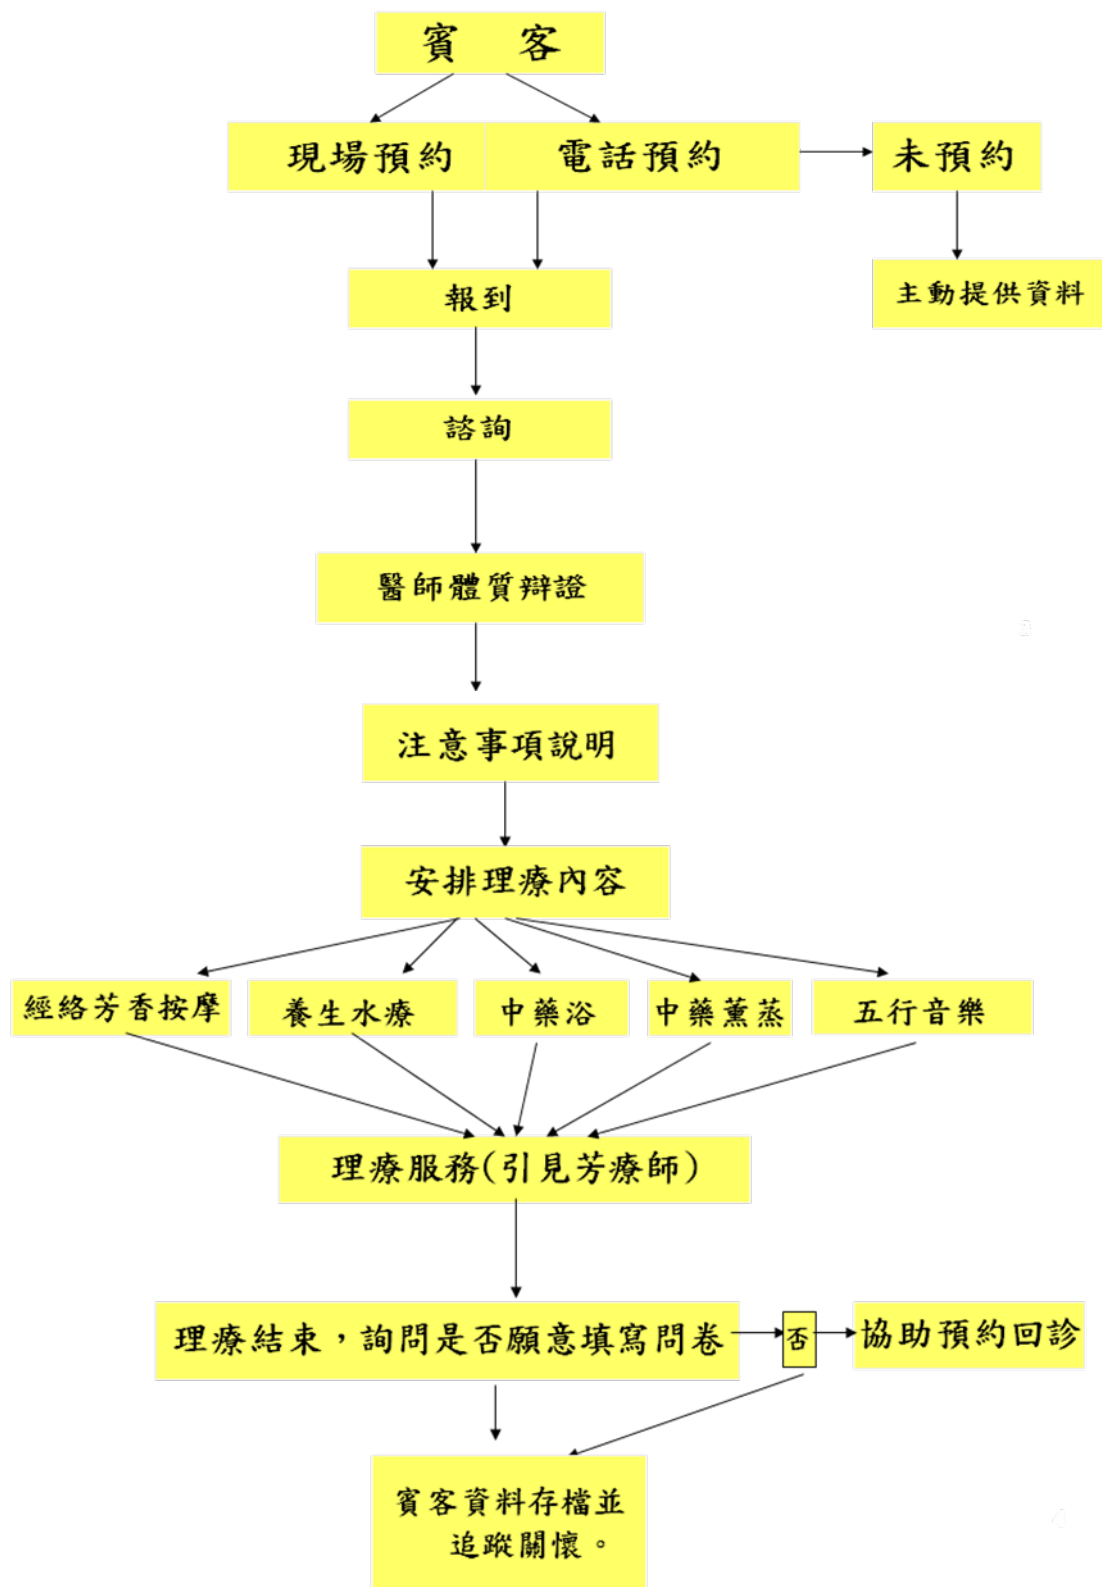 賓 客
現場預約
電話預約
未預約
主動提供資料
報到
諮詢
醫師體質辯證
注意事項說明
安排理療內容
經絡芳香按摩
養生水療
中藥浴
中藥薰蒸
五行音樂
理療服務(引見芳療師)
理療結束，詢問是否願意填寫問卷
否
協助預約回診
賓客資料存檔並
追蹤關懷。